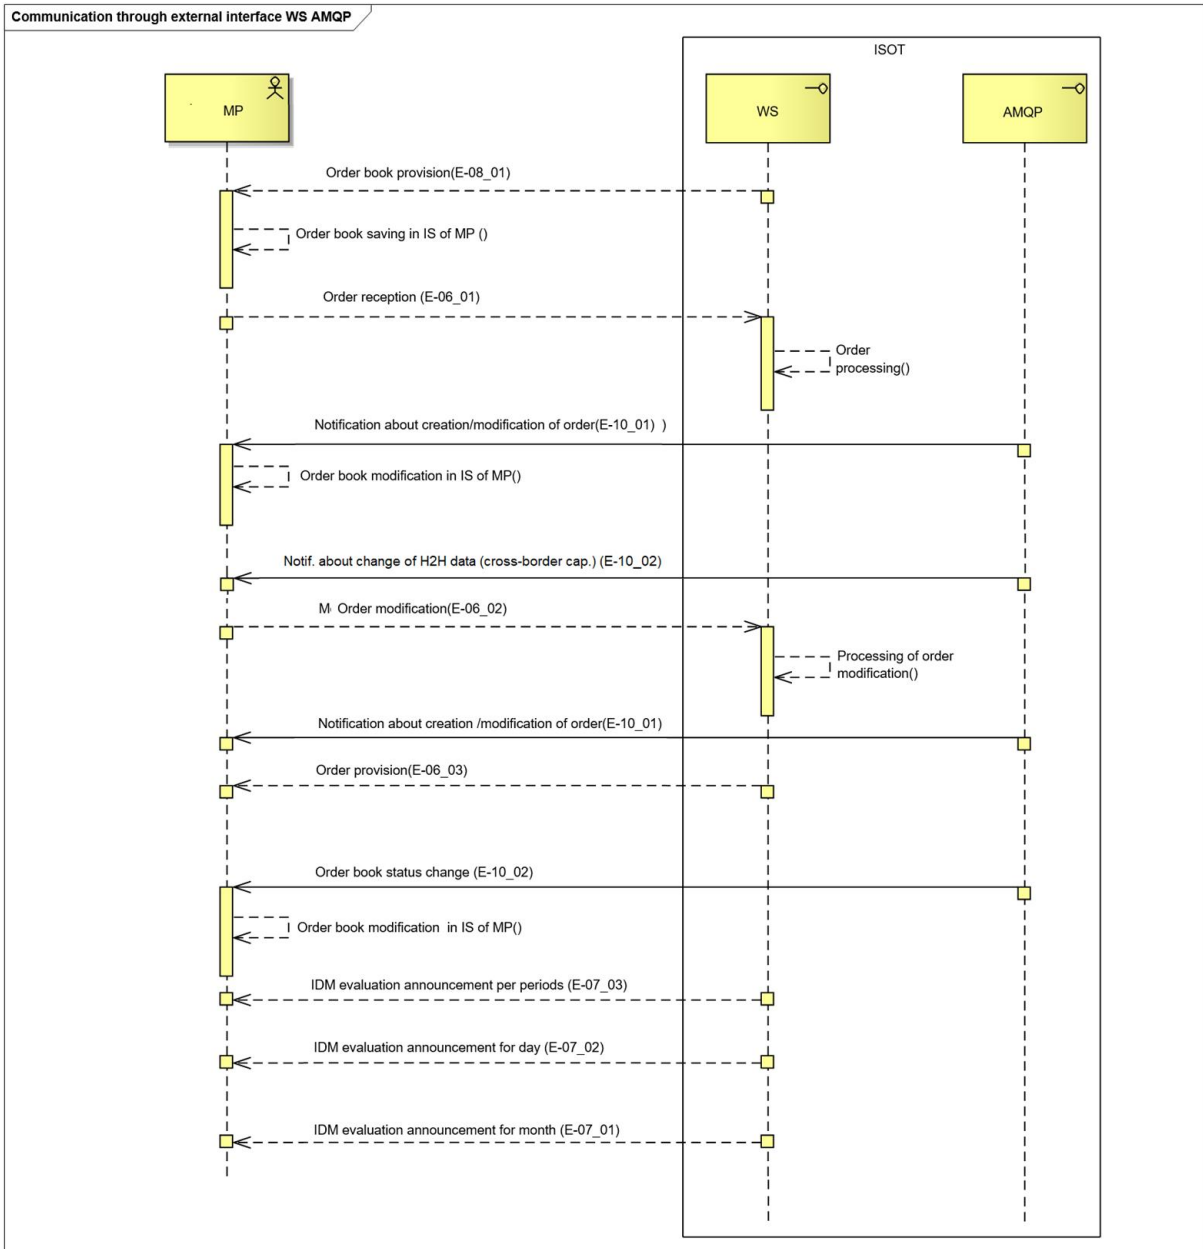 Communication through external interface WS AMQP
ISOT
MP
WS
AMQP
Order book provision(E-08_01)
Order book saving in IS of MP ()
Order reception (E-06_01)
Order
processing()
Notification about creation/modification of order(E-10_01) )
Order book modification in IS of MP()
Notif. about change of H2H data (cross-border cap.) (E-10_02)
M Order modification(E-06_02)
Processing of order
modification()
Notification about creation /modification of order(E-10_01)
Order provision(E-06_03)
Order book status change (E-10_02)
Order book modification in IS of MP()
IDM evaluation announcement per periods (E-07_03)
IDM evaluation announcement for day (E-07_02)
IDM evaluation announcement for month (E-07_01)